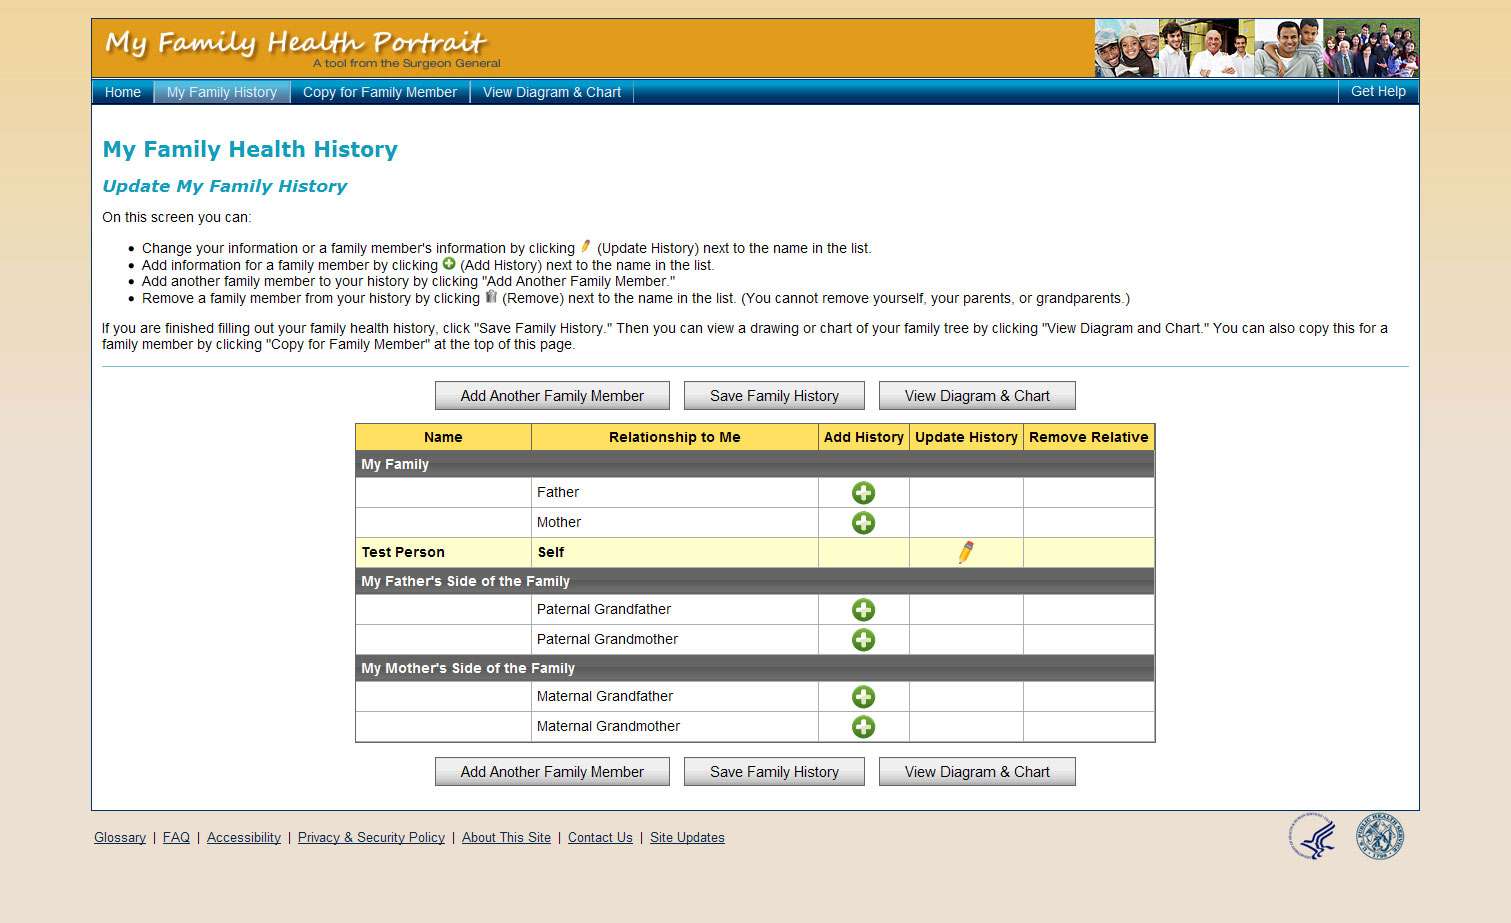 My Family Health Portrait
A tool from the Surgeon General
Home My Family History Copy for Family Member View Diagram & Chart Get Help
My Family Health History
Update My Family History
On this screen you can:
• Change your information or a family member's information by clicking (Update History) next to the name in the list.
• Add information for a family member by clicking (Add History) next to the name in the list.
• Add another family member to your history by clicking "Add Another Family Member."
• Remove a family member from your history by clicking (Remove) next to the name in the list. (You cannot remove yourself, your parents, or grandparents.)
If you are finished filling out your family health history, click "Save Family History." Then you can view a drawing or chart of your family tree by clicking "View Diagram and Chart." You can also copy this for a
family member by clicking "Copy for Family Member" at the top of this page.
Add Another Family Member Save Family History View Diagram & Chart
Name Relationship to Me Add History Update History Remove Relative
My Family
Father
Mother
Test Person Self
My Father's Side of the Family
Paternal Grandfather
Paternal Grandmother
My Mother's Side of the Family
Maternal Grandfather
Maternal Grandmother
Add Another Family Member Save Family History View Diagram & Chart
Glossary | FAQ | Accessibility | Privacy & Security Policy | About This Site | Contact Us | Site Updates
PUBLIC HEALTH SERVICE
1798